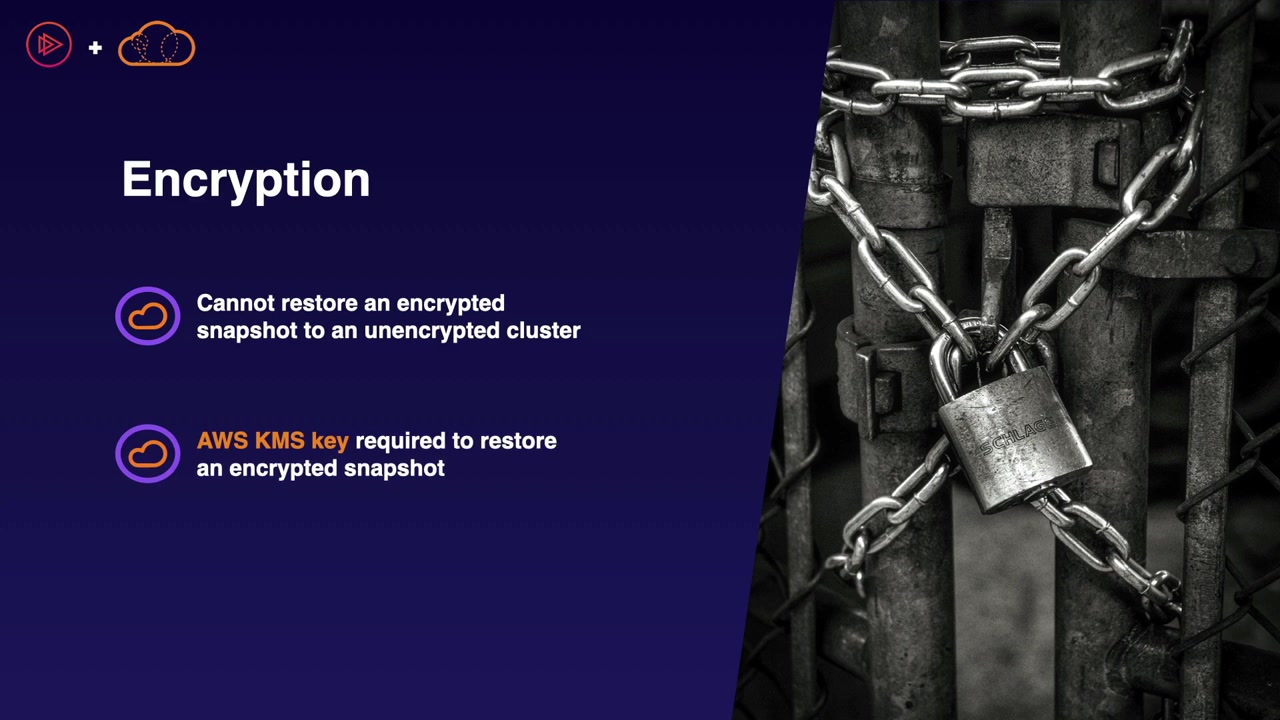 +
Encryption
Cannot restore an encrypted
snapshot to an unencrypted cluster
AWS KMS key required to restore
an encrypted snapshot
SCHLAGE